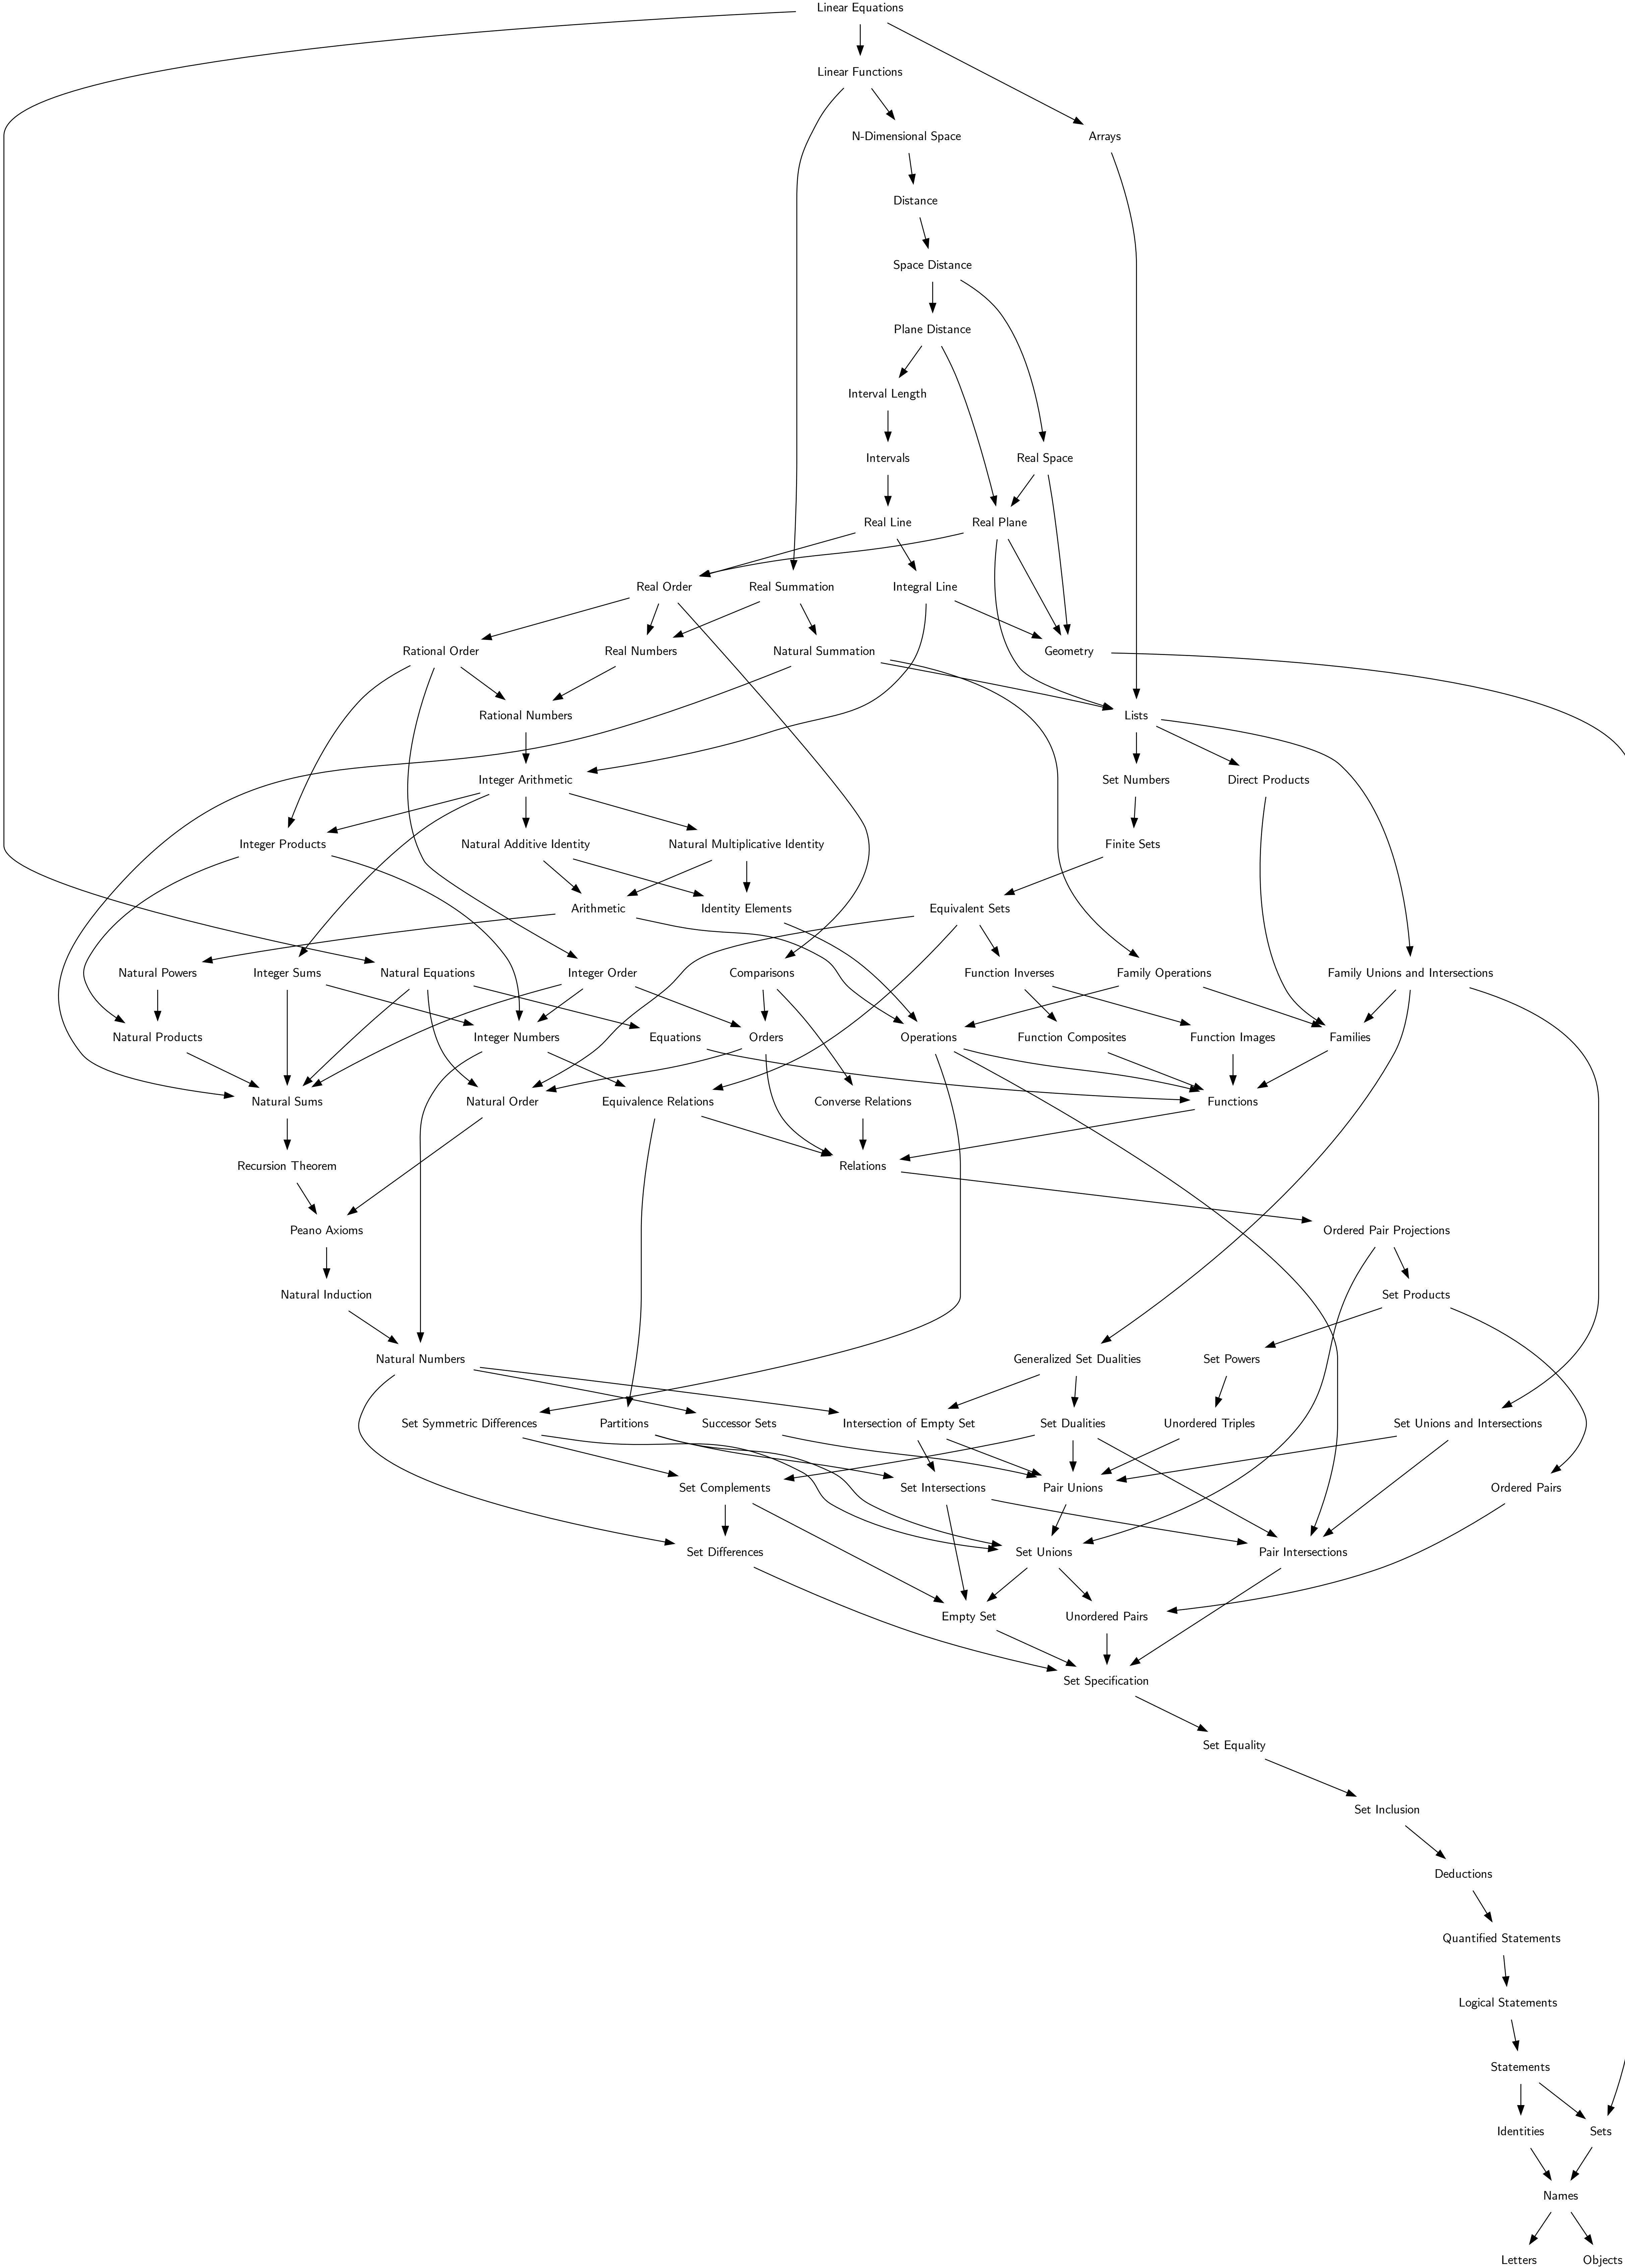 Linear Equations
Linear Functions
N-Dimensional Space
Arrays
Distance
Space Distance
Plane Distance
Interval Length
Intervals
Real Space
Real Line
Real Plane
Real Order
Real Summation
Integral Line
Rational Order
Real Numbers
Natural Summation
Geometry
Rational Numbers
Lists
Integer Arithmetic
Set Numbers
Direct Products
Integer Products
Natural Additive Identity
Natural Multiplicative Identity
Finite Sets
Arithmetic
Identity Elements
Equivalent Sets
Natural Powers
Integer Sums
Natural Equations
Integer Order
Comparisons
Function Inverses
Family Operations
Family Unions and Intersections
Natural Products
Integer Numbers
Equations
Orders
Operations
Function Composites
Function Images
Families
Natural Sums
Natural Order
Equivalence Relations
Converse Relations
Functions
Recursion Theorem
Relations
Peano Axioms
Ordered Pair Projections
Natural Induction
Set Products
Natural Numbers
Generalized Set Dualities
Set Powers
Set Symmetric Differences
Partitions
Successor Sets
Intersection of Empty Set
Set Dualities
Unordered Triples
Set Unions and Intersections
Set Complements
Set Intersections
Pair Unions
Ordered Pairs
Set Differences
Set Unions
Pair Intersections
Empty Set
Unordered Pairs
Set Specification
Set Equality
Set Inclusion
Deductions
Quantified Statements
Logical Statements
Statements
Identities
Sets
Names
Letters
Objects